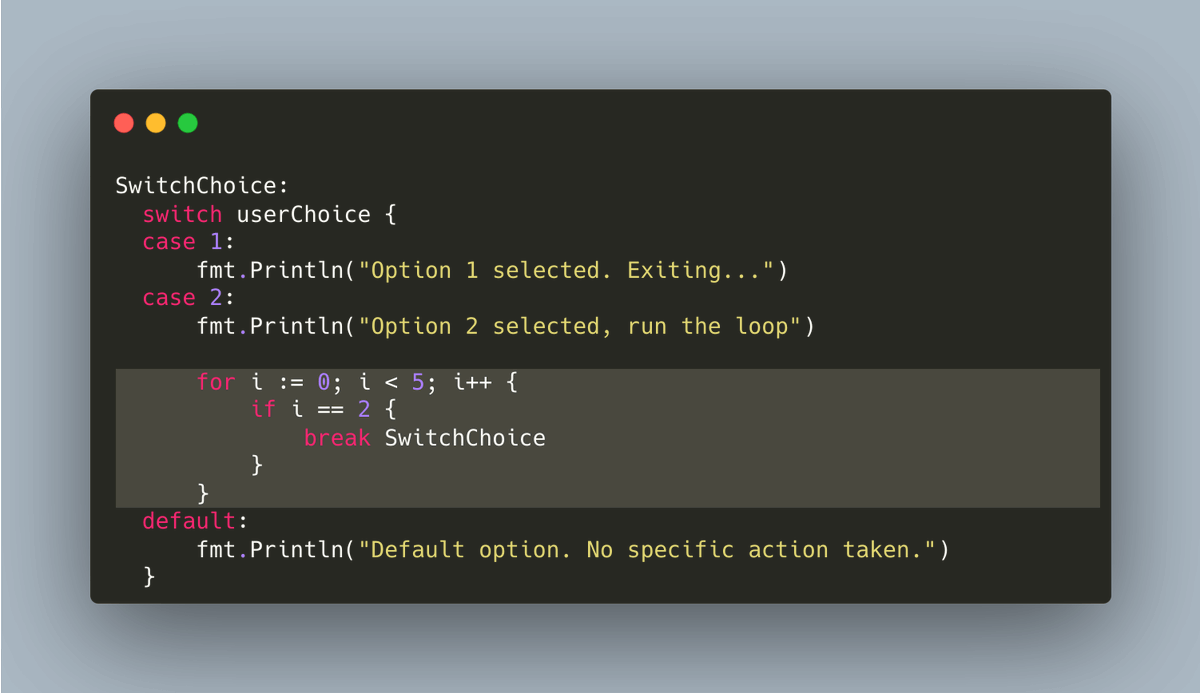 SwitchChoice:
switch userChoice {
case 1:
fmt.Println("Option 1 selected. Exiting...")
case 2:
fmt.Println("Option 2 selected, run the loop")
for i := 0; i < 5; i++ {
if i == 2 {
break SwitchChoice
}
}
default:
fmt.Println("Default option. No specific action taken.")
}